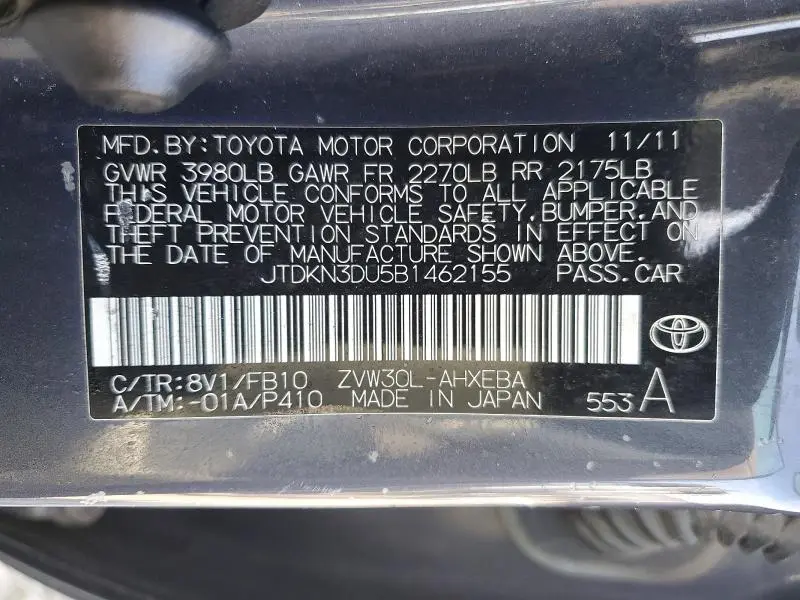 MFD.BY:TOYOTA MOTOR CORPORATION 11/11
GVWR 3980LB GAWR FR 2270LB RR 2175LB
THIS VEHICLE CONFORMS TO ALL APPLICABLE
FEDERAL MOTOR VEHICLE SAFETY,BUMPER,AND
THEFT PREVENTION STANDARDS IN EFFECT ON
THE DATE OF MANUFACTURE SHOWN ABOVE.
JTDKN3DU5B1462155 PASS.CAR
C/TR:8V1/FB10 ZVW30L-AHXEBA
A/TM:-01A/P410 MADE IN JAPAN 553 A